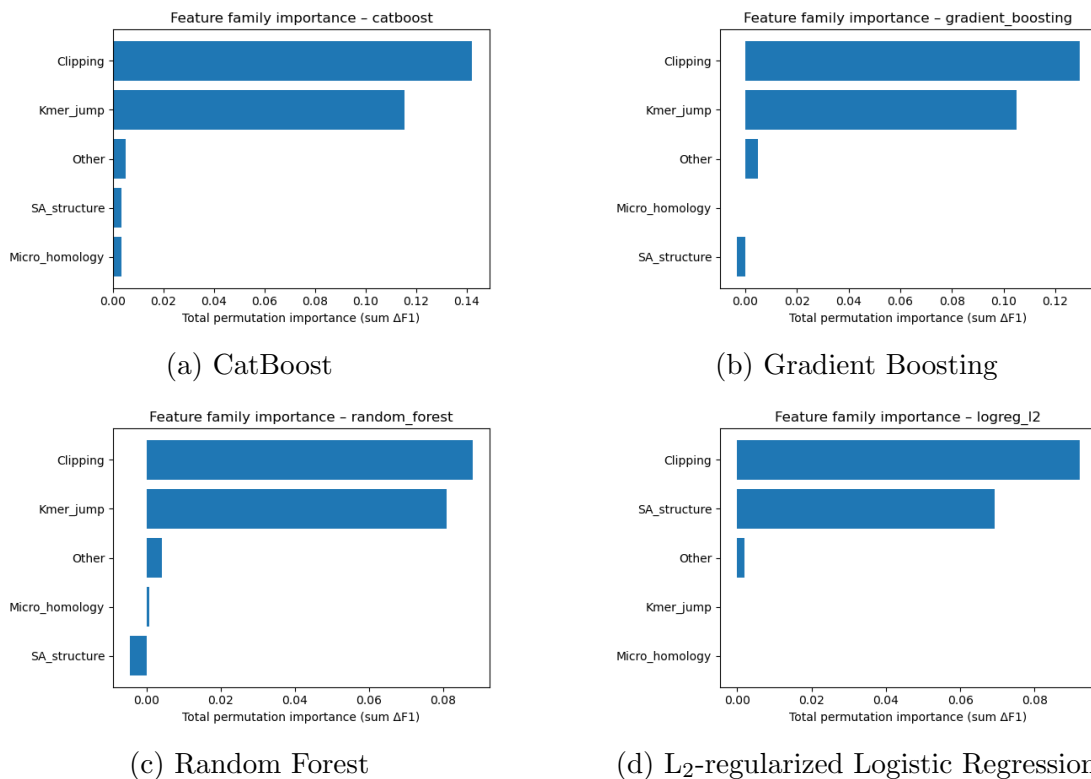 Feature family importance – catboost
Clipping
Kmer_jump
Other
SA_structure
Micro_homology
0.00 0.02 0.04 0.06 0.08 0.10 0.12 0.14
Total permutation importance (sum ΔF1)
(a) CatBoost
Feature family importance – gradient_boosting
Clipping
Kmer_jump
Other
Micro_homology
SA_structure
0.00 0.02 0.04 0.06 0.08 0.10 0.12
Total permutation importance (sum ΔF1)
(b) Gradient Boosting
Feature family importance – random_forest
Clipping
Kmer_jump
Other
Micro_homology
SA_structure
0.00 0.02 0.04 0.06 0.08
Total permutation importance (sum ΔF1)
(c) Random Forest
Feature family importance – logreg_l2
Clipping
SA_structure
Other
Kmer_jump
Micro_homology
0.00 0.02 0.04 0.06 0.08
Total permutation importance (sum ΔF1)
(d) L₂-regularized Logistic Regression